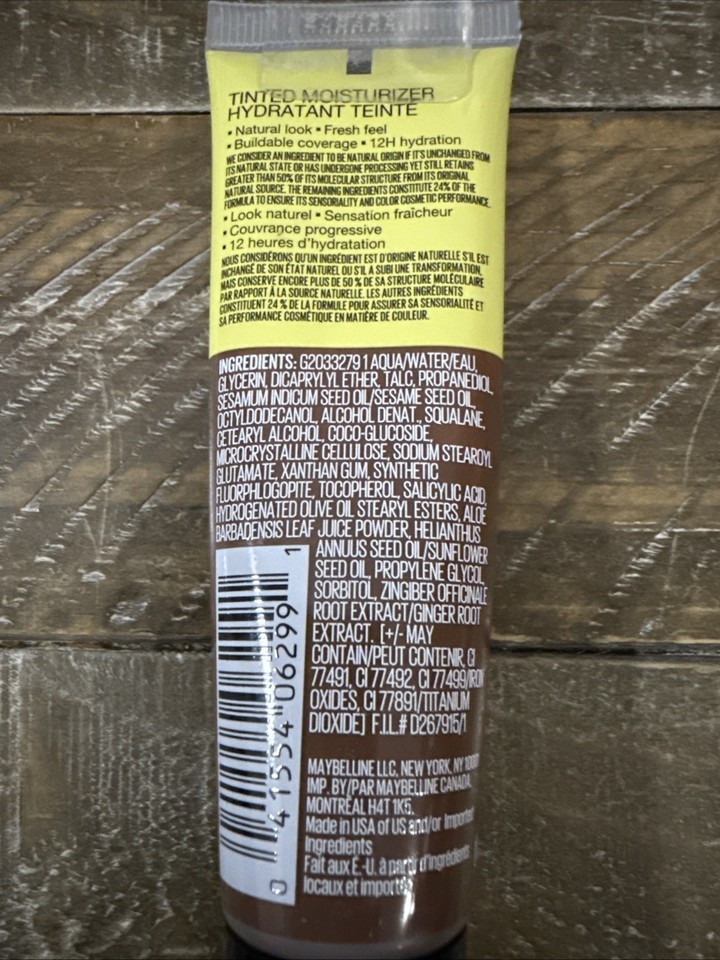 TINTED MOISTURIZER
HYDRATANT TEINTÉ
▪ Natural look ▪ Fresh feel
▪ Buildable coverage ▪ 12H hydration
WE CONSIDER AN INGREDIENT TO BE NATURAL ORIGIN IF IT'S UNCHANGED FROM
ITS NATURAL STATE OR HAS UNDERGONE PROCESSING YET STILL RETAINS
GREATER THAN 50% OF ITS MOLECULAR STRUCTURE FROM ITS ORIGINAL
NATURAL SOURCE. THE REMAINING INGREDIENTS CONSTITUTE 24% OF THE
FORMULA TO ENSURE ITS SENSORIALITY AND COLOR COSMETIC PERFORMANCE.
▪ Look naturel ▪ Sensation fraîcheur
▪ Couvrance progressive
▪ 12 heures d'hydratation
NOUS CONSIDÉRONS QU'UN INGRÉDIENT EST D'ORIGINE NATURELLE S'IL EST
INCHANGÉ DE SON ÉTAT NATUREL OU S'IL A SUBI UNE TRANSFORMATION,
MAIS CONSERVE ENCORE PLUS DE 50 % DE SA STRUCTURE MOLÉCULAIRE
PAR RAPPORT À LA SOURCE NATURELLE. LES AUTRES INGRÉDIENTS
CONSTITUENT 24 % DE LA FORMULE POUR ASSURER SA SENSORIALITÉ ET
SA PERFORMANCE COSMÉTIQUE EN MATIÈRE DE COULEUR.
INGREDIENTS: G2033279 1 AQUA/WATER/EAU,
GLYCERIN, DICAPRYLYL ETHER, TALC, PROPANEDIOL,
SESAMUM INDICUM SEED OIL/SESAME SEED OIL,
OCTYLDODECANOL, ALCOHOL DENAT., SQUALANE,
CETEARYL ALCOHOL, COCO-GLUCOSIDE,
MICROCRYSTALLINE CELLULOSE, SODIUM STEAROYL
GLUTAMATE, XANTHAN GUM, SYNTHETIC
FLUORPHLOGOPITE, TOCOPHEROL, SALICYLIC ACID,
HYDROGENATED OLIVE OIL STEARYL ESTERS, ALOE
BARBADENSIS LEAF JUICE POWDER, HELIANTHUS
ANNUUS SEED OIL/SUNFLOWER
SEED OIL, PROPYLENE GLYCOL,
SORBITOL, ZINGIBER OFFICINALE
ROOT EXTRACT/GINGER ROOT
EXTRACT. [+/- MAY
CONTAIN/PEUT CONTENIR, CI
77491, CI 77492, CI 77499/IRON
OXIDES, CI 77891/TITANIUM
DIOXIDE] F.I.L.# D267915/1
0 41554 06299 1
MAYBELLINE LLC, NEW YORK, NY
IMP. BY/PAR MAYBELLINE CANADA,
MONTRÉAL H4T 1K5.
Made in USA of US and/or Imported
Ingredients
Fait aux É.-U. à partir d'ingrédients
locaux et importés